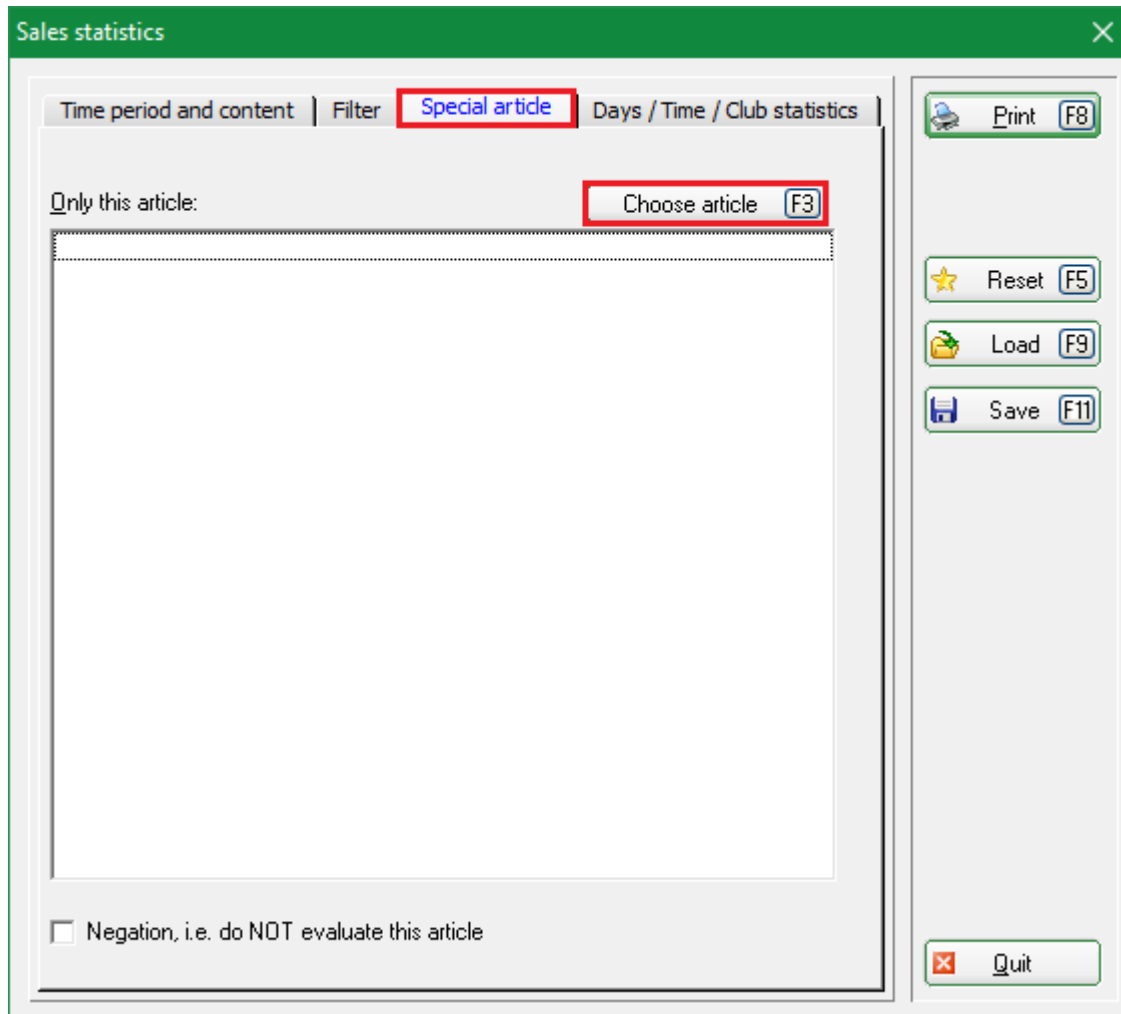 Sales statistics
Time period and content Filter Special article Days / Time / Club statistics
Print F8
Only this article: Choose article F3
Reset F5
Load F9
Save F11
Negation, i.e. do NOT evaluate this article
Quit